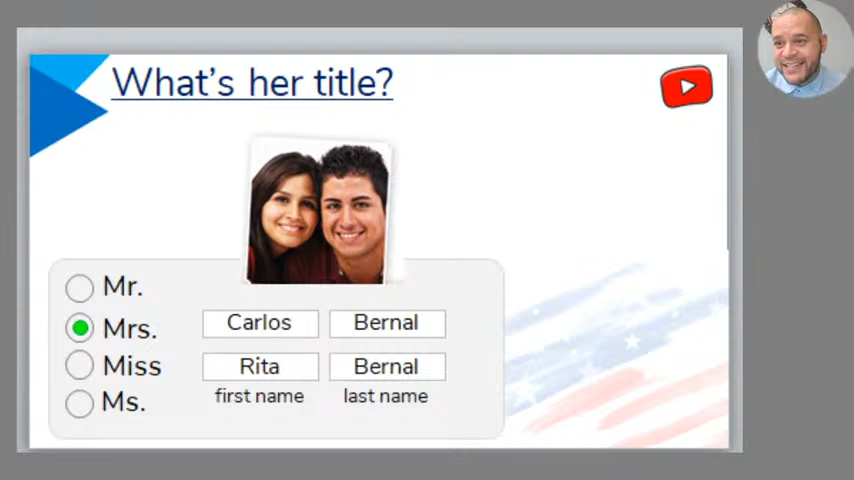 What's her title?
Mr.
Mrs.
Carlos Bernal
Miss
Rita Bernal
Ms.
first name last name